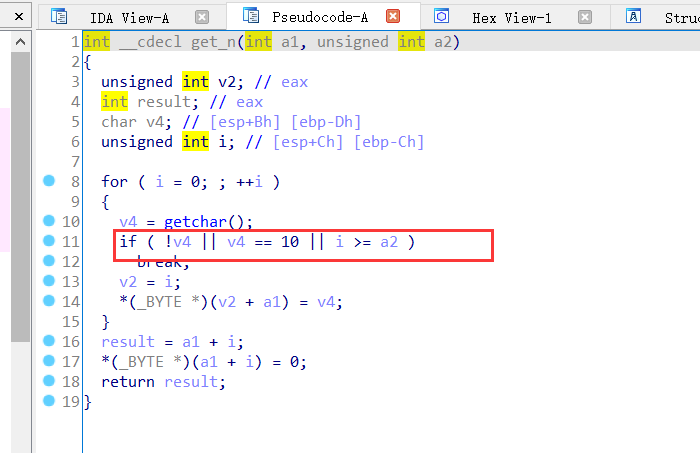 IDA View-A Pseudocode-A Hex View-1 Struc
1 int __cdecl get_n(int a1, unsigned int a2)
2 {
3 unsigned int v2; // eax
4 int result; // eax
5 char v4; // [esp+Bh] [ebp-Dh]
6 unsigned int i; // [esp+Ch] [ebp-Ch]
7
8 for ( i = 0; ; ++i )
9 {
10 v4 = getchar();
11 if ( !v4 || v4 == 10 || i >= a2 )
12 break;
13 v2 = i;
14 *(_BYTE *)(v2 + a1) = v4;
15 }
16 result = a1 + i;
17 *(_BYTE *)(a1 + i) = 0;
18 return result;
19 }